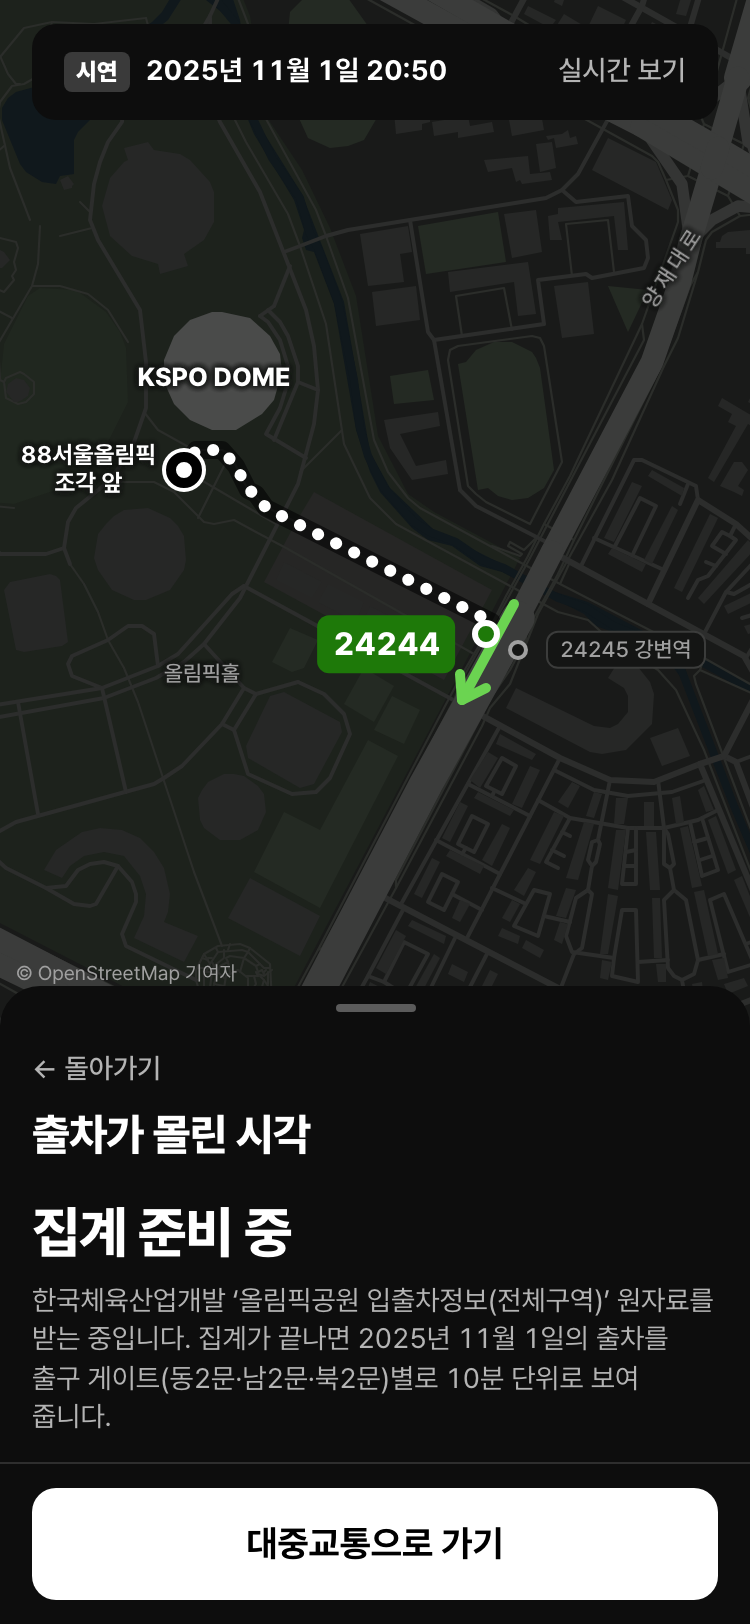 시연 2025년 11월 1일 20:50 실시간 보기
양재대로
KSPO DOME
88서울올림픽
조각 앞
24244
24245 강변역
올림픽홀
© OpenStreetMap 기여자
← 돌아가기
출차가 몰린 시각
집계 준비 중
한국체육산업개발 ‘올림픽공원 입출차정보(전체구역)’ 원자료를
받는 중입니다. 집계가 끝나면 2025년 11월 1일의 출차를
출구 게이트(동2문·남2문·북2문)별로 10분 단위로 보여
줍니다.
대중교통으로 가기